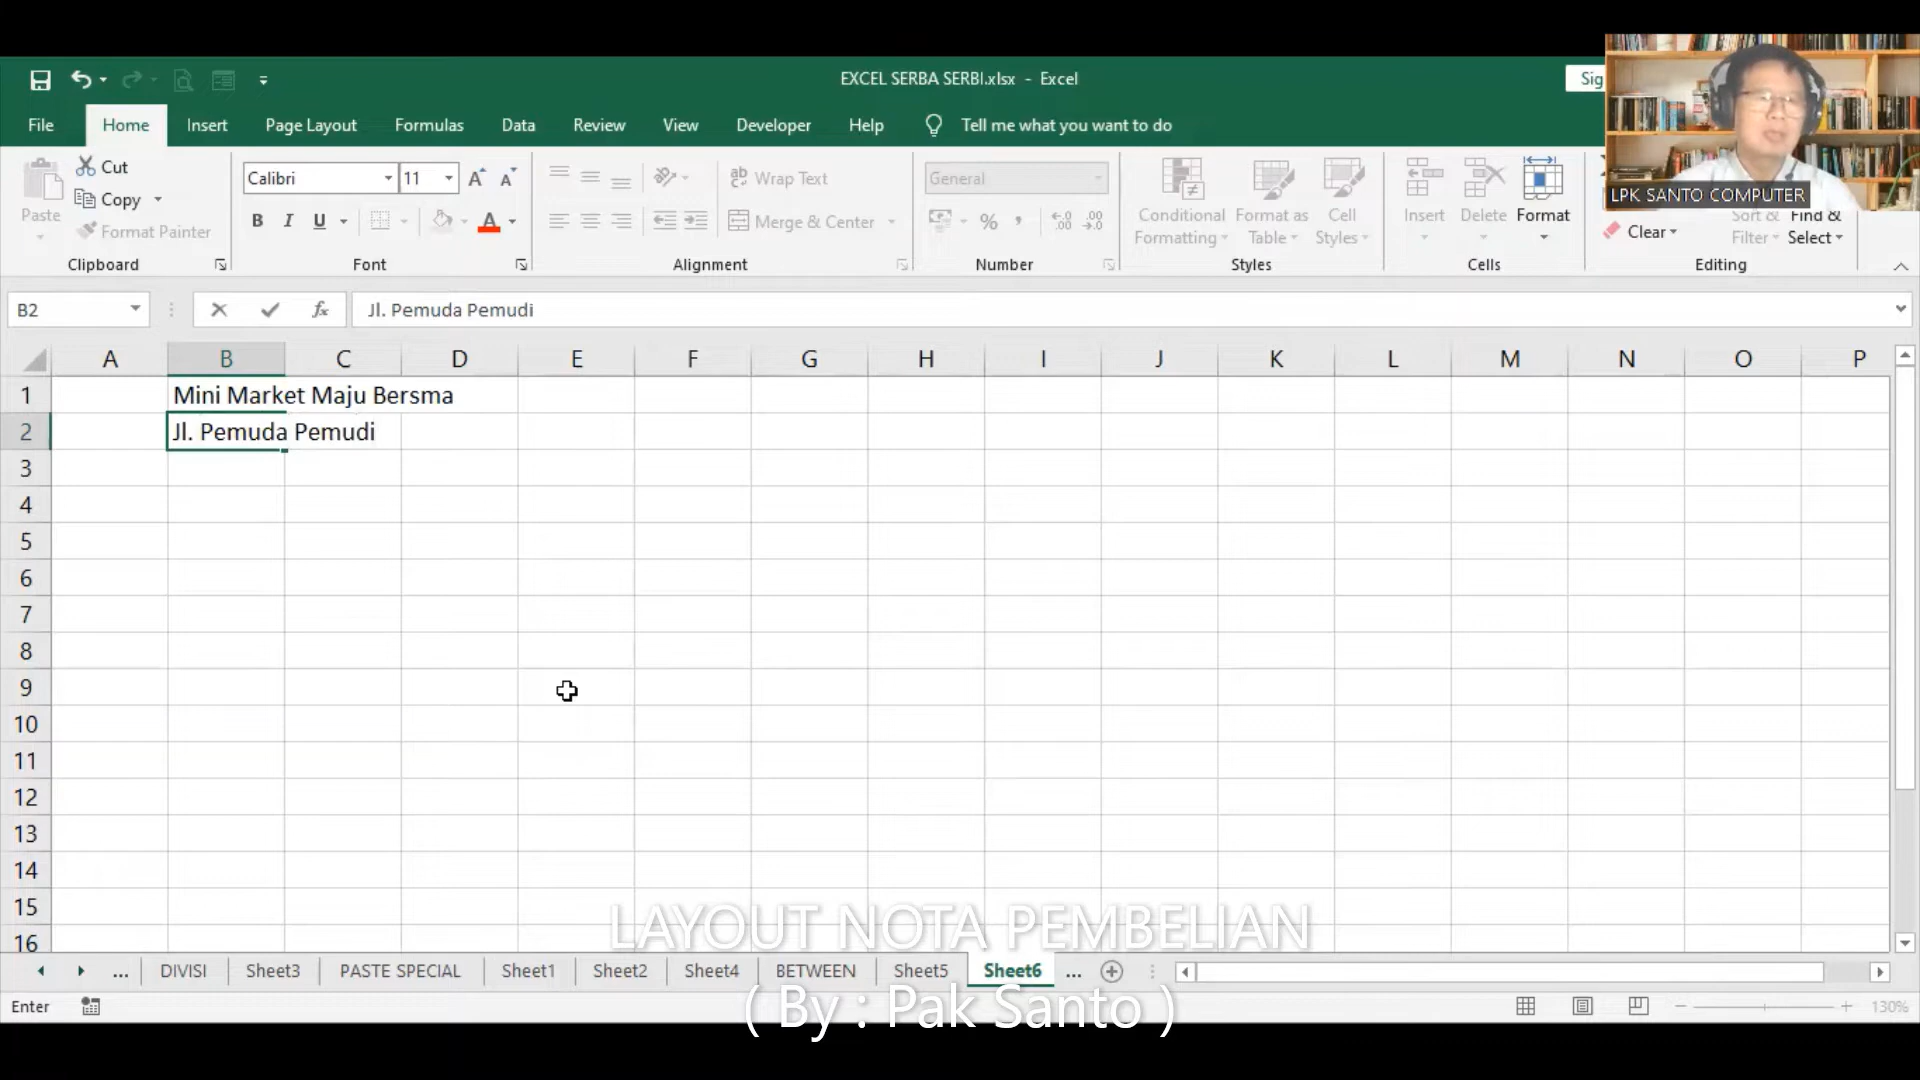 EXCEL SERBA SERBI.xlsx - Excel
Sig
File Home Insert Page Layout Formulas Data Review View Developer Help Tell me what you want to do
LPK SANTO COMPUTER
Paste
Cut
Copy
Format Painter
Clipboard
Calibri 11
B I U A
Font
ab Wrap Text
Merge & Center
Alignment
General
% ,
Number
Conditional Formatting
Format as Table
Cell Styles
Styles
Insert Delete Format
Cells
Clear
Sort & Filter
Find & Select
Editing
B2 fx Jl. Pemuda Pemudi
A B C D E F G H I J K L M N O P
1 Mini Market Maju Bersma
2 Jl. Pemuda Pemudi
3
4
5
6
7
8
9
10
11
12
13
14
15
16
LAYOUT NOTA PEMBELIAN
... DIVISI Sheet3 PASTE SPECIAL Sheet1 Sheet2 Sheet4 BETWEEN Sheet5 Sheet6 ...
( By : Pak Santo )
Enter 130%